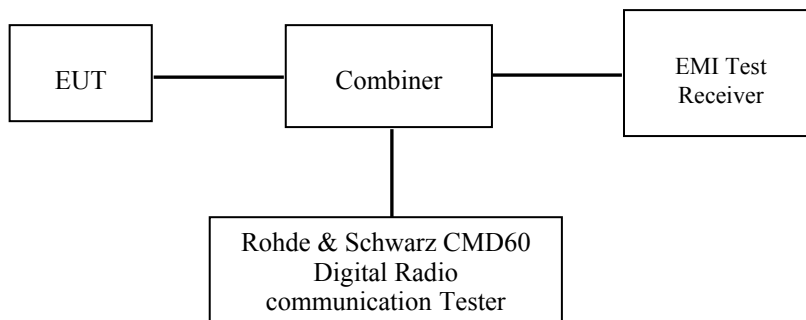 EUT
Combiner
EMI Test
Receiver
Rohde & Schwarz CMD60
Digital Radio
communication Tester